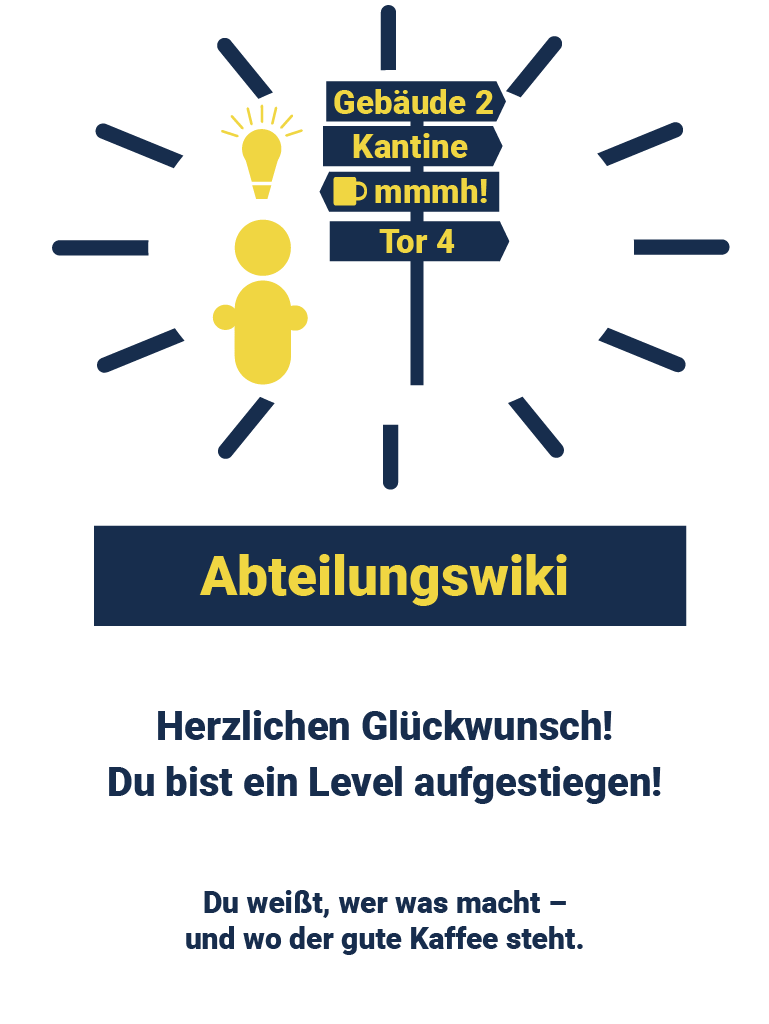 Gebäude 2
Kantine
mmmh!
Tor 4
Abteilungswiki
Herzlichen Glückwunsch!
Du bist ein Level aufgestiegen!
Du weißt, wer was macht –
und wo der gute Kaffee steht.